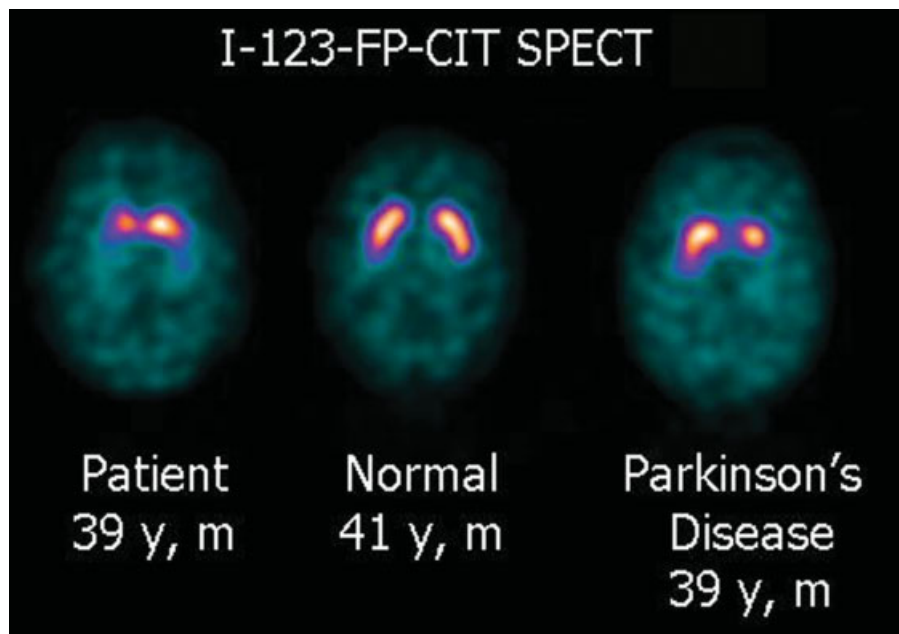 I-123-FP-CIT SPECT
Patient
39 y, m
Normal
41 y, m
Parkinson's
Disease
39 y, m